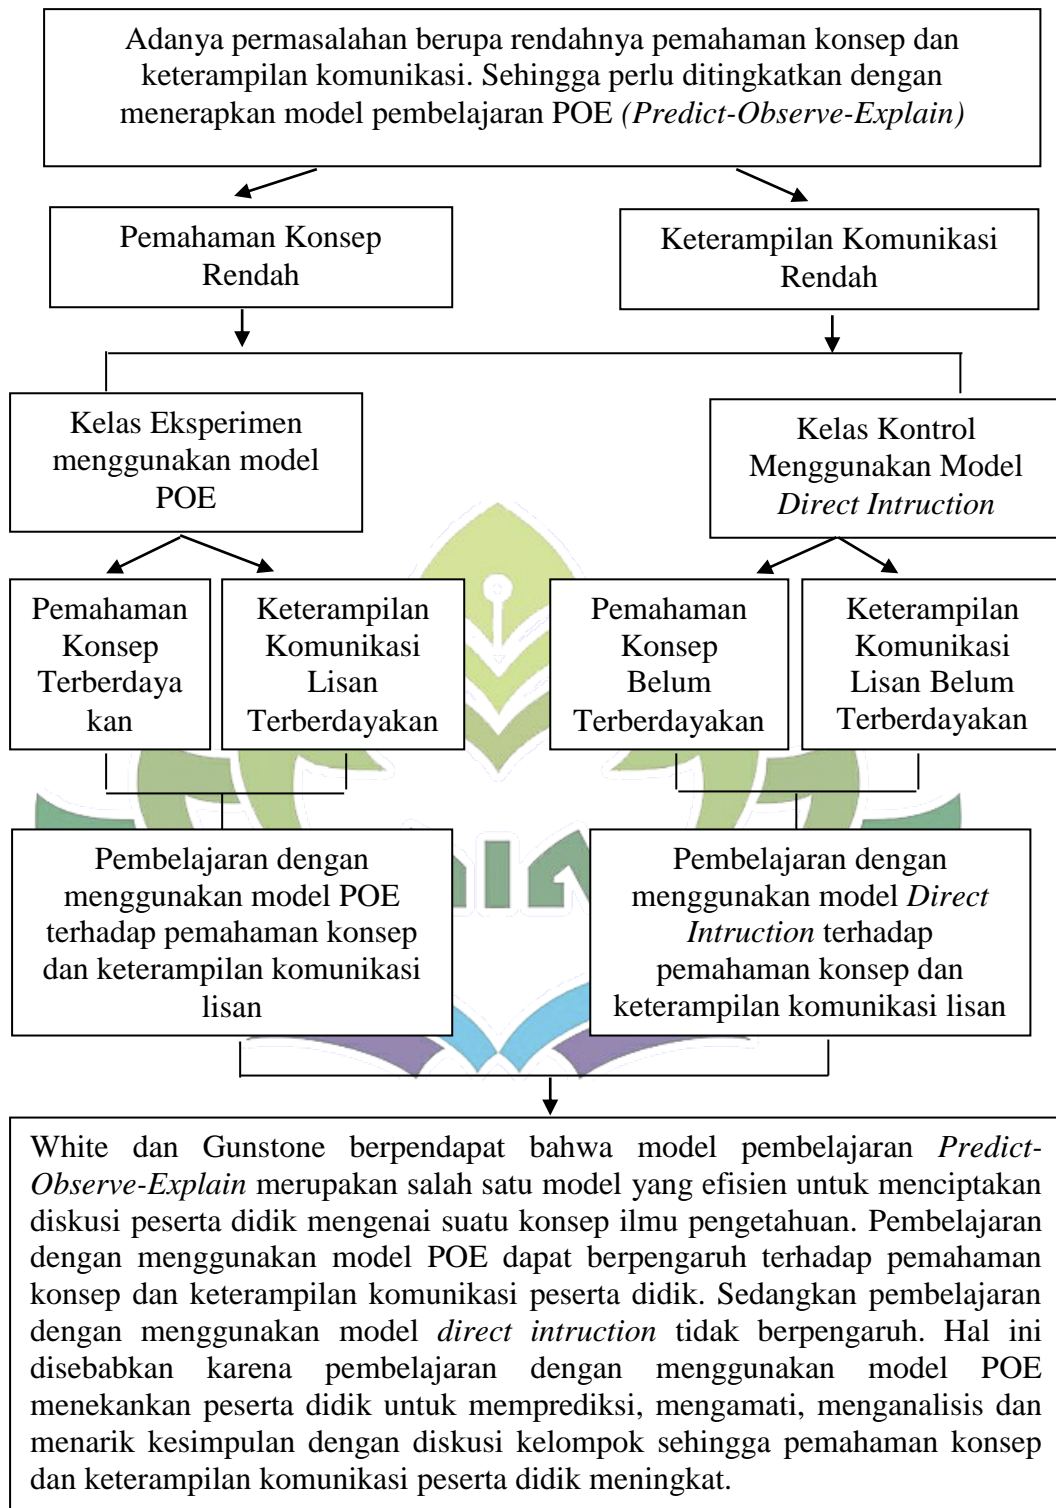 Adanya permasalahan berupa rendahnya pemahaman konsep dan
keterampilan komunikasi. Sehingga perlu ditingkatkan dengan
menerapkan model pembelajaran POE (Predict-Observe-Explain)
Pemahaman Konsep
Rendah
Keterampilan Komunikasi
Rendah
Kelas Eksperimen
menggunakan model
POE
Kelas Kontrol
Menggunakan Model
Direct Intruction
Pemahaman
Konsep
Terberdaya
kan
Keterampilan
Komunikasi
Lisan
Terberdayakan
Pemahaman
Konsep
Belum
Terberdayakan
Keterampilan
Komunikasi
Lisan Belum
Terberdayakan
Pembelajaran dengan
menggunakan model POE
terhadap pemahaman konsep
dan keterampilan komunikasi
lisan
Pembelajaran dengan
menggunakan model Direct
Intruction terhadap
pemahaman konsep dan
keterampilan komunikasi lisan
White dan Gunstone berpendapat bahwa model pembelajaran Predict-
Observe-Explain merupakan salah satu model yang efisien untuk menciptakan
diskusi peserta didik mengenai suatu konsep ilmu pengetahuan. Pembelajaran
dengan menggunakan model POE dapat berpengaruh terhadap pemahaman
konsep dan keterampilan komunikasi peserta didik. Sedangkan pembelajaran
dengan menggunakan model direct intruction tidak berpengaruh. Hal ini
disebabkan karena pembelajaran dengan menggunakan model POE
menekankan peserta didik untuk memprediksi, mengamati, menganalisis dan
menarik kesimpulan dengan diskusi kelompok sehingga pemahaman konsep
dan keterampilan komunikasi peserta didik meningkat.